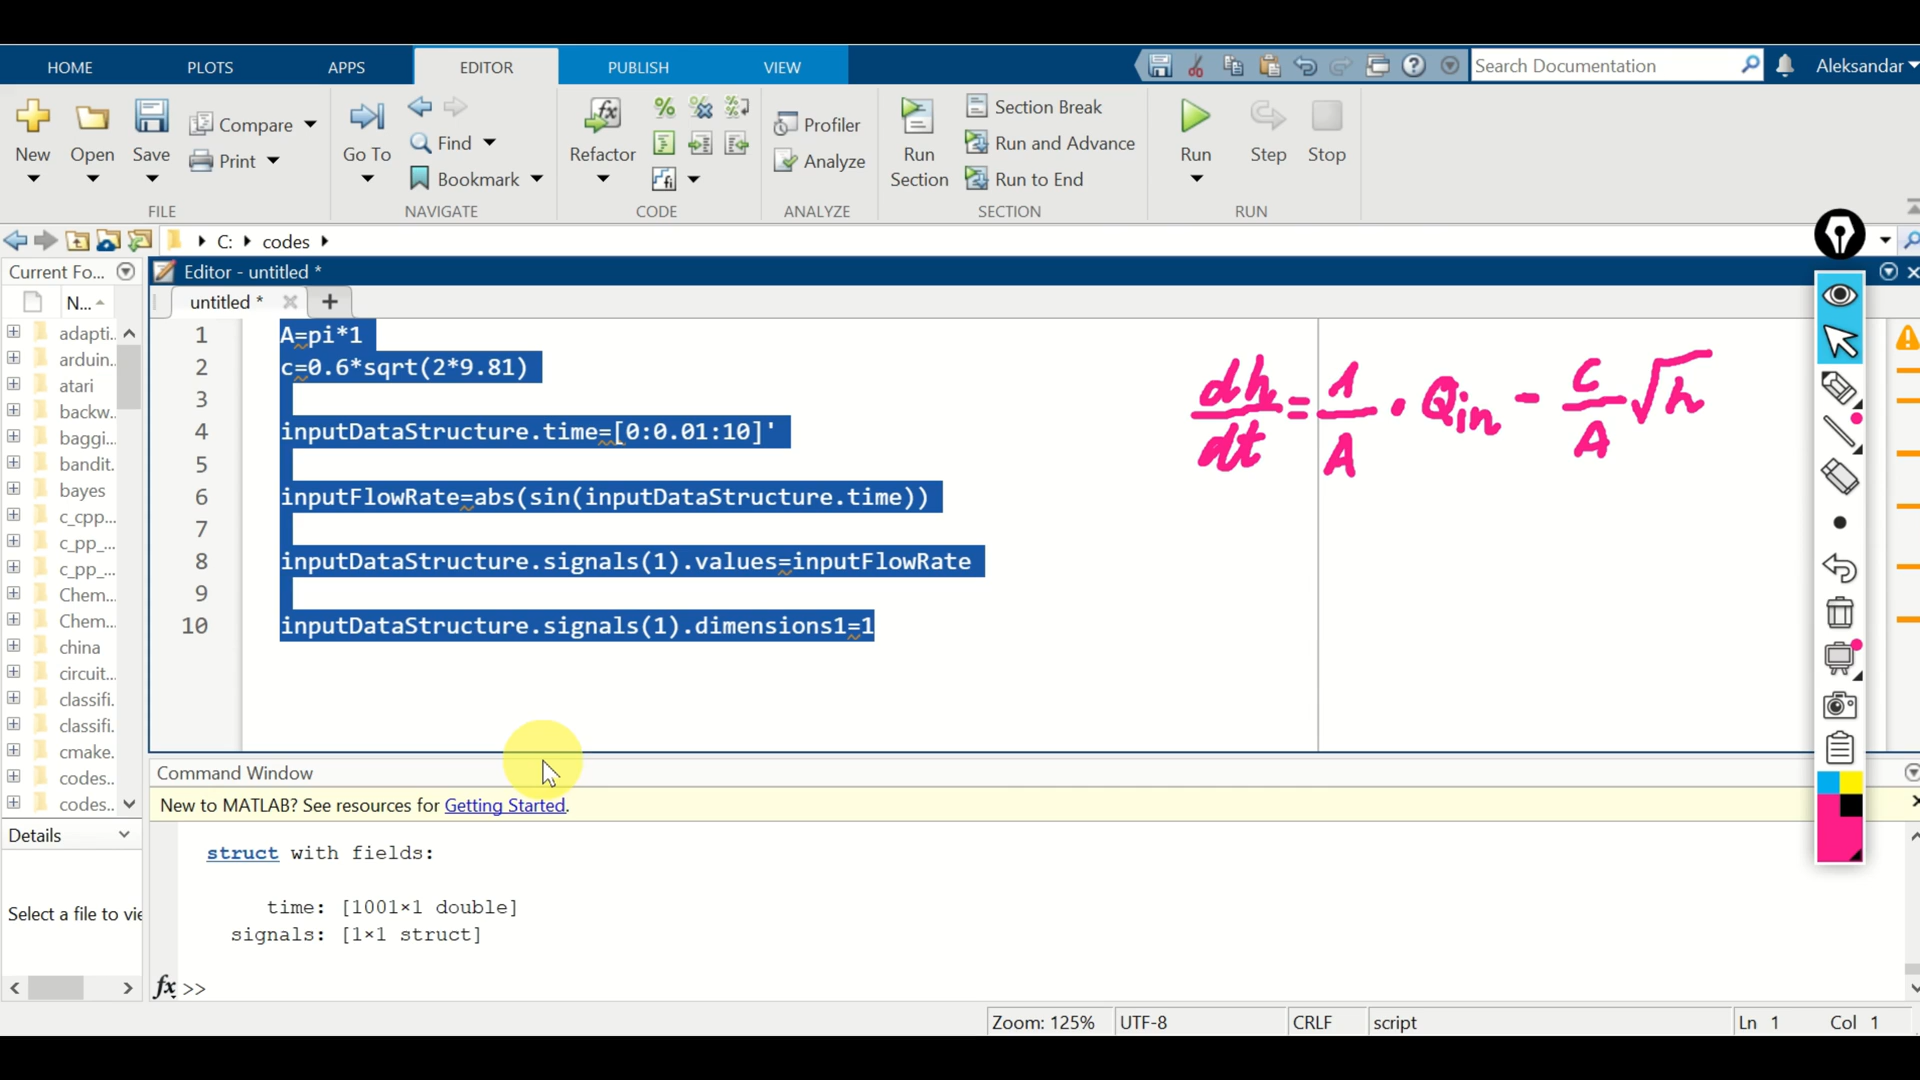 HOME PLOTS APPS EDITOR PUBLISH VIEW Search Documentation Aleksandar
New Open Save Compare Print FILE
Go To Find Bookmark NAVIGATE
Refactor CODE
Profiler Analyze ANALYZE
Run Section Section Break Run and Advance Run to End SECTION
Run Step Stop RUN
C: codes
Current Fo...
Editor - untitled *
N...
untitled *
adapti..
arduin..
atari
backw..
baggi..
bandit.
bayes
c_cpp...
c_pp_...
c_pp_...
Chem...
Chem...
china
circuit..
classifi.
classifi.
cmake.
codes..
codes..
1 A=pi*1
2 c=0.6*sqrt(2*9.81)
3
4 inputDataStructure.time=[0:0.01:10]'
5
6 inputFlowRate=abs(sin(inputDataStructure.time))
7
8 inputDataStructure.signals(1).values=inputFlowRate
9
10 inputDataStructure.signals(1).dimensions1=1
dh/dt = 1/A · Qin - c/A √h
Command Window
New to MATLAB? See resources for Getting Started.
Details
Select a file to vie
struct with fields:
time: [1001×1 double]
signals: [1×1 struct]
fx >>
Zoom: 125% UTF-8 CRLF script Ln 1 Col 1